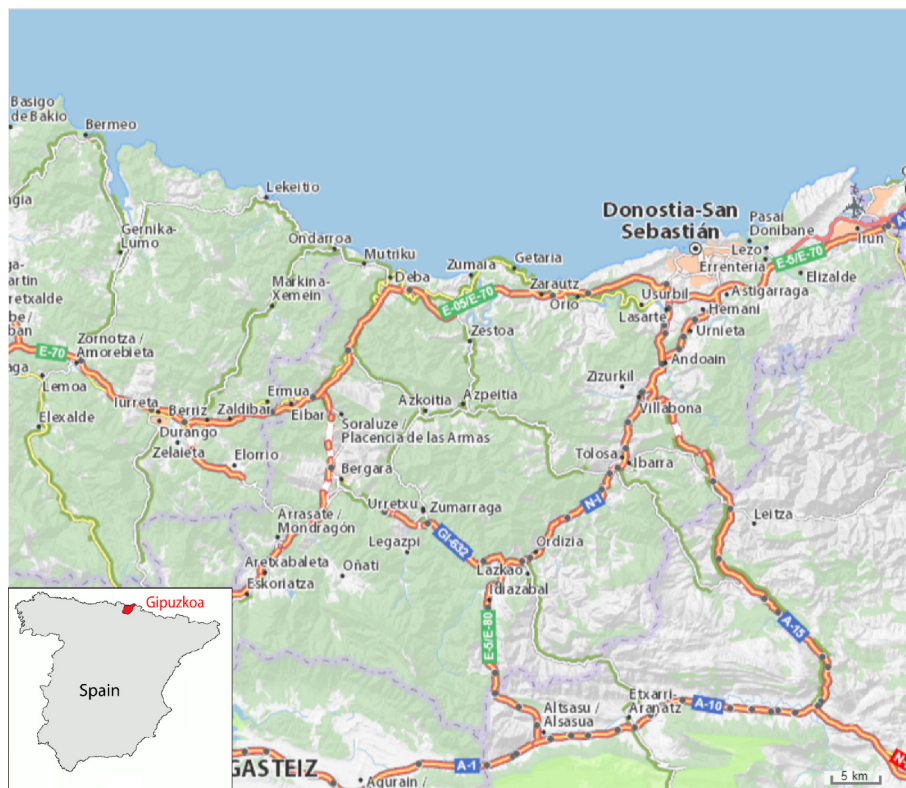 Basigo
de Bakio
Bermeo
Lekeitio
Donostia-San
Sebastián
Pasai
Donibane
Lezo
Irun
Errenteria
E-5/E-70
Elizalde
Gernika-
Lumo
Ondarroa
Mutriku
Deba
Zumaia
Getaria
Zarautz
Orio
Usurbil
Astigarraga
Lasarte
Hernani
Urnieta
Markina-
Xemein
E-05/E-70
Zestoa
Andoain
Zornotza /
Amorebieta
E-70
Lemoa
Zizurkil
Villabona
Ermua
Eibar
Azkoitia
Azpeitia
Iurreta
Berriz
Zaldibar
Elexalde
Durango
Zelaieta
Elorrio
Soraluze /
Placencia de las Armas
Bergara
Tolosa
Ibarra
N-I
Leitza
Urretxu
Zumarraga
Arrasate /
Mondragón
Legazpi
GI-632
Ordizia
Aretxabaleta
Oñati
Lazkao
Idiazabal
Eskoriatza
E-5/E-80
A-15
Gipuzkoa
Spain
Altsasu /
Alsasua
Etxarri-
Aranatz
A-10
A-1
GASTEIZ
Agurain /
5 km